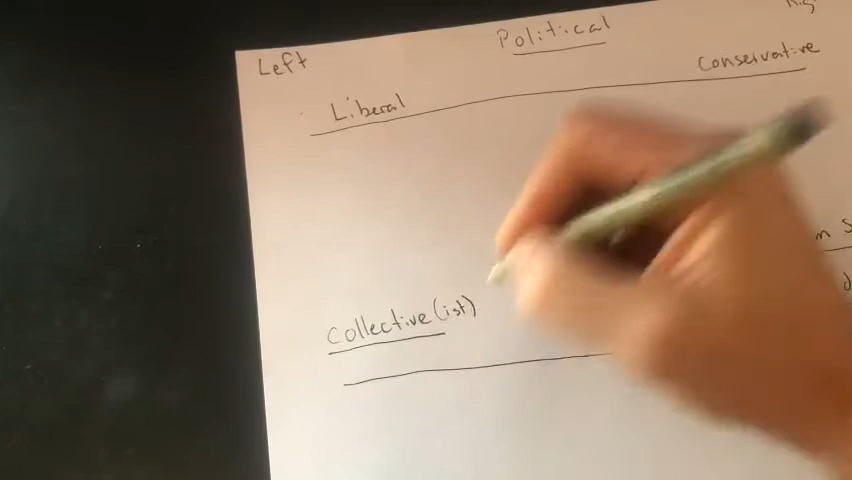 Left Political
Conservative
Liberal
Collective(ist)